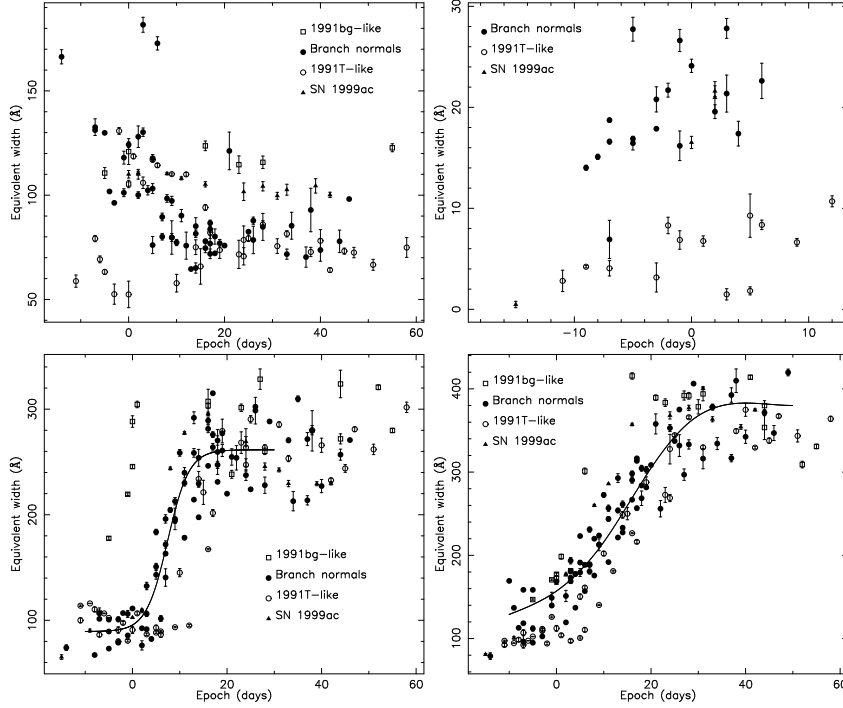 150
100
50
Equivalent width (Å)
1991bg-like
Branch normals
1991T-like
SN 1999ac
0 20 40 60
Epoch (days)
30
20
10
0
Equivalent width (Å)
Branch normals
1991T-like
SN 1999ac
-10 0 10
Epoch (days)
300
200
100
Equivalent width (Å)
1991bg-like
Branch normals
1991T-like
SN 1999ac
0 20 40 60
Epoch (days)
400
300
200
100
Equivalent width (Å)
1991bg-like
Branch normals
1991T-like
SN 1999ac
0 20 40 60
Epoch (days)